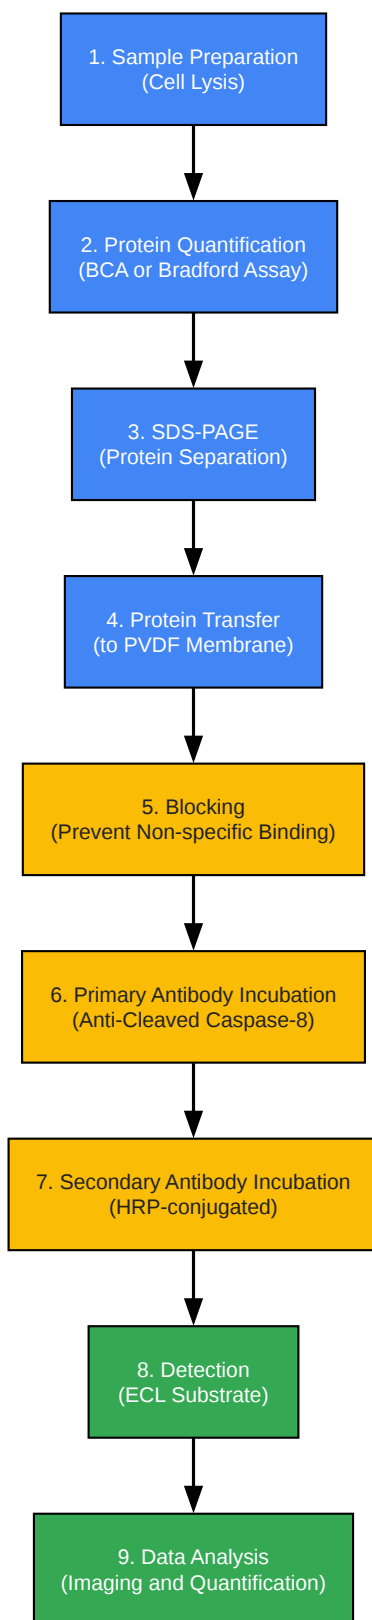 1. Sample Preparation
(Cell Lysis)
2. Protein Quantification
(BCA or Bradford Assay)
3. SDS-PAGE
(Protein Separation)
4. Protein Transfer
(to PVDF Membrane)
5. Blocking
(Prevent Non-specific Binding)
6. Primary Antibody Incubation
(Anti-Cleaved Caspase-8)
7. Secondary Antibody Incubation
(HRP-conjugated)
8. Detection
(ECL Substrate)
9. Data Analysis
(Imaging and Quantification)